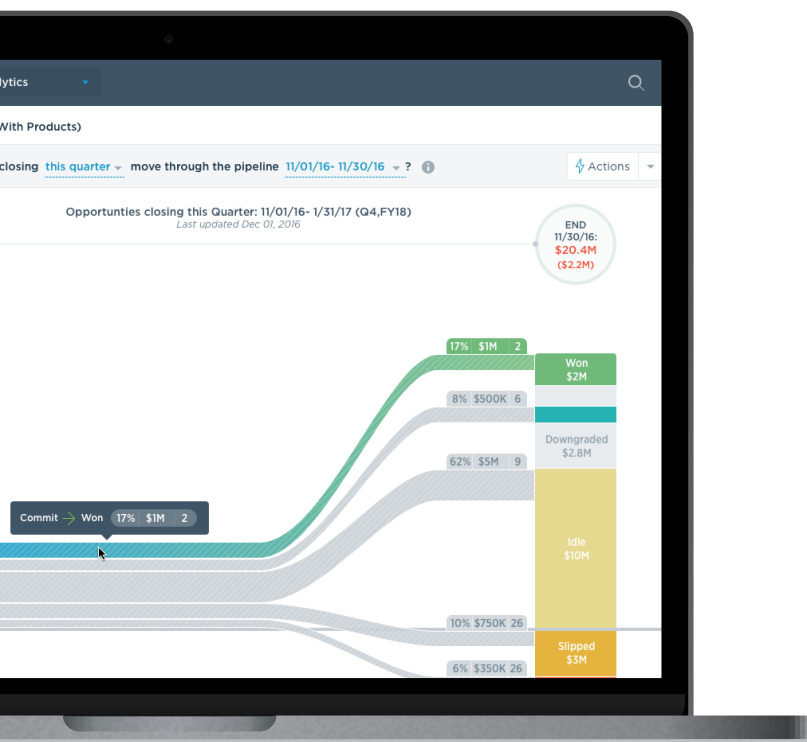 lytics
With Products)
closing this quarter move through the pipeline 11/01/16- 11/30/16 ?
Actions
Opportunties closing this Quarter: 11/01/16- 1/31/17 (Q4,FY18)
Last updated Dec 01, 2016
END
11/30/16:
$20.4M
($2.2M)
17% $1M 2
Won
$2M
8% $500K 6
Downgraded
$2.8M
62% $5M 9
Commit → Won 17% $1M 2
Idle
$10M
10% $750K 26
Slipped
$3M
6% $350K 26